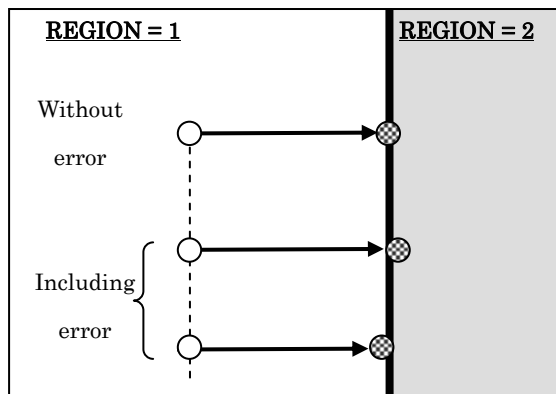 REGION = 1
REGION = 2
Without
error
Including
error